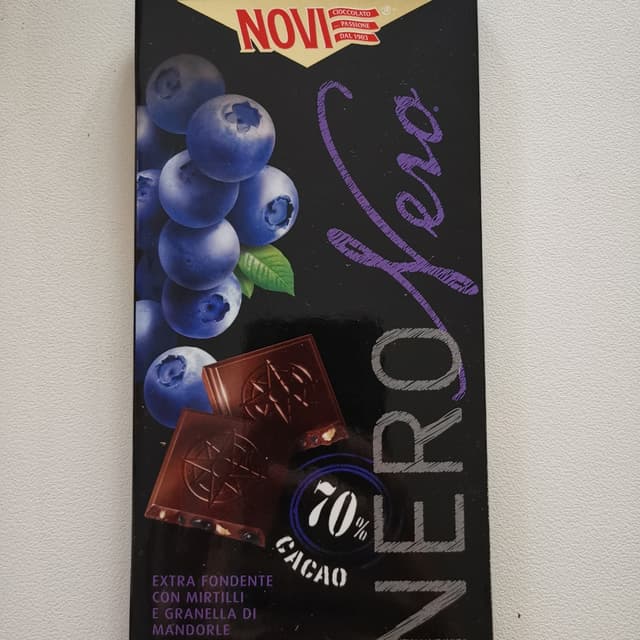 NOVI
CIOCCOLATO
PASSIONE
DAL 1903
®
Nero
NERO
70%
CACAO
EXTRA FONDENTE
CON MIRTILLI
E GRANELLA DI
MANDORLE